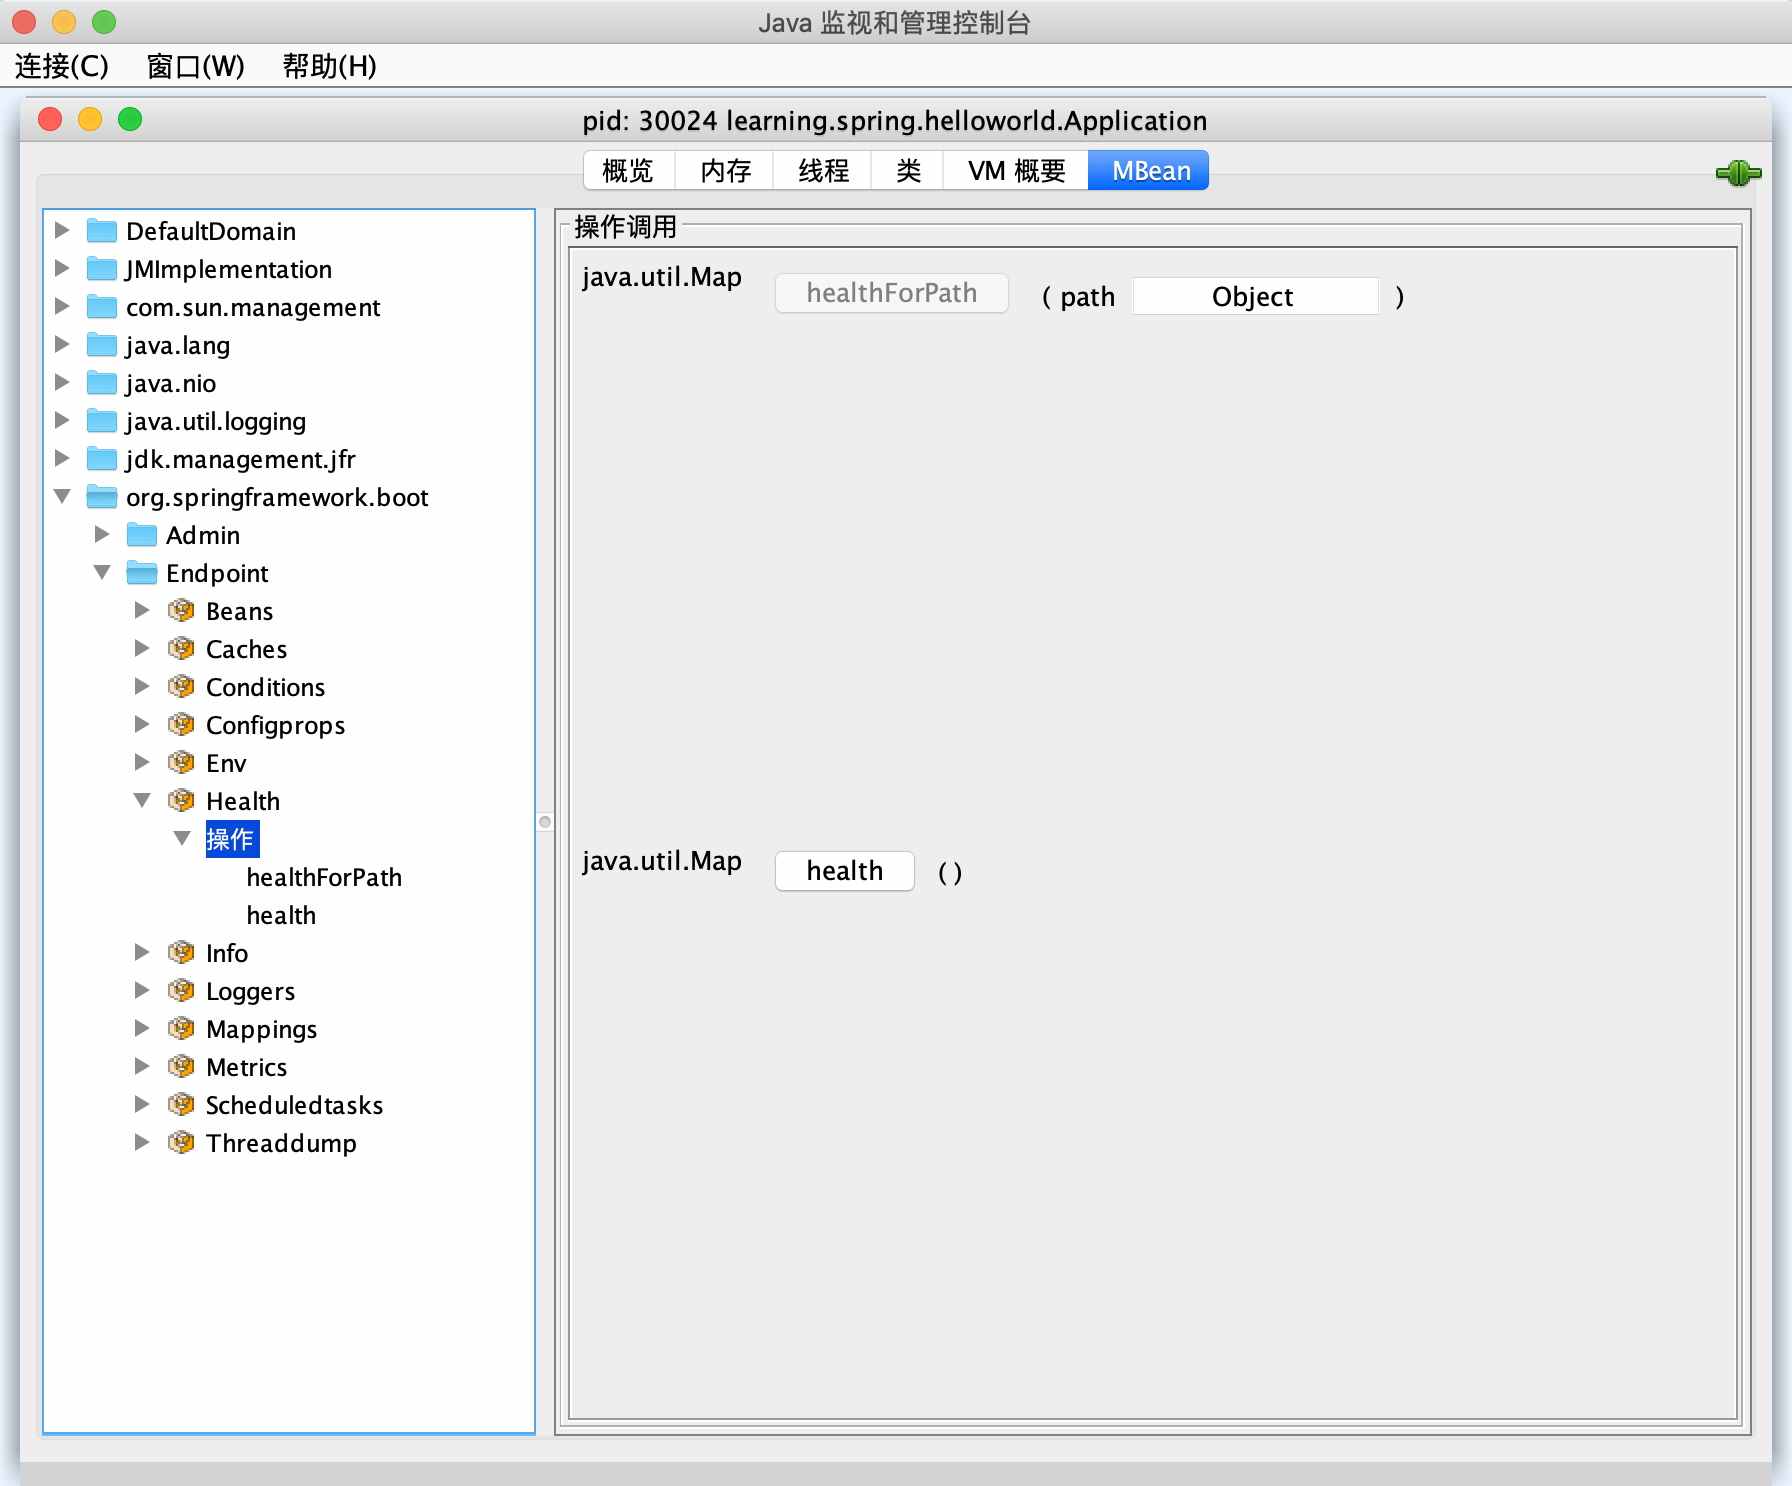 Java 监视和管理控制台
连接(C) 窗口(W) 帮助(H)
pid: 30024 learning.spring.helloworld.Application
概览 内存 线程 类 VM 概要 MBean
DefaultDomain
JMImplementation
com.sun.management
java.lang
java.nio
java.util.logging
jdk.management.jfr
org.springframework.boot
Admin
Endpoint
Beans
Caches
Conditions
Configprops
Env
Health
操作
healthForPath
health
Info
Loggers
Mappings
Metrics
Scheduledtasks
Threaddump
操作调用
java.util.Map healthForPath ( path Object )
java.util.Map health ()